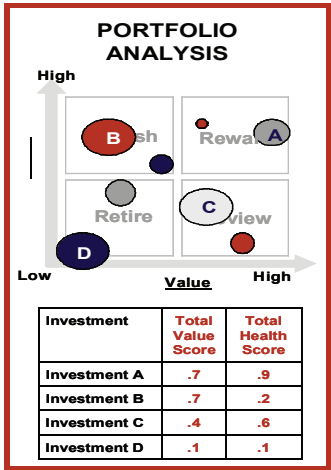 PORTFOLIO
ANALYSIS
High
B
A
Retire
C
D
Low
Value
High
Investment Total Value Score Total Health Score
Investment A .7 .9
Investment B .7 .2
Investment C .4 .6
Investment D .1 .1